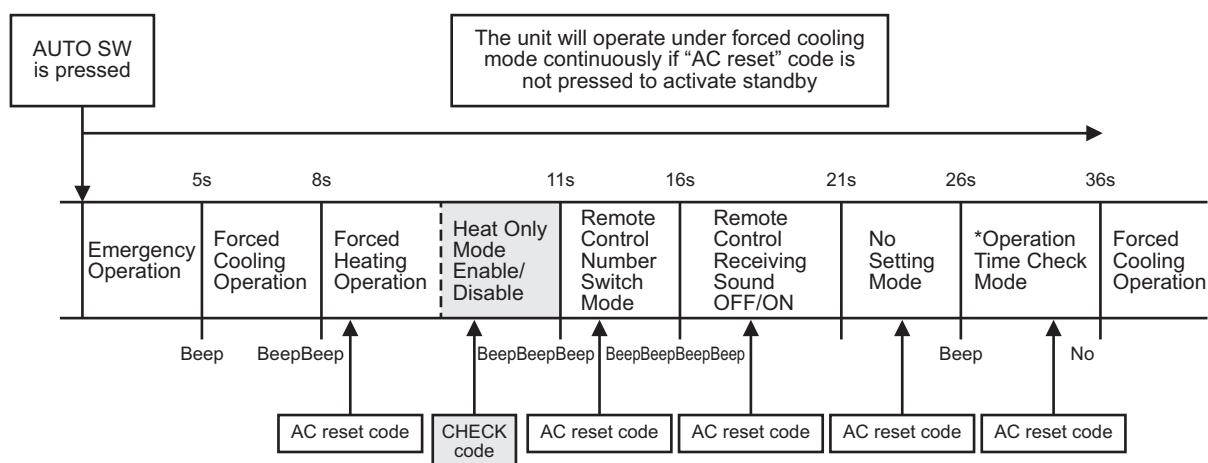 AUTO SW
is pressed
The unit will operate under forced cooling
mode continuously if “AC reset” code is
not pressed to activate standby
5s
8s
11s
16s
21s
26s
36s
Emergency
Operation
Forced
Cooling
Operation
Forced
Heating
Operation
Heat Only
Mode
Enable/
Disable
Remote
Control
Number
Switch
Mode
Remote
Control
Receiving
Sound
OFF/ON
No
Setting
Mode
*Operation
Time Check
Mode
Forced
Cooling
Operation
Beep
BeepBeep
BeepBeepBeep
BeepBeepBeepBeep
Beep
No
AC reset code
CHECK
code
AC reset code
AC reset code
AC reset code
AC reset code